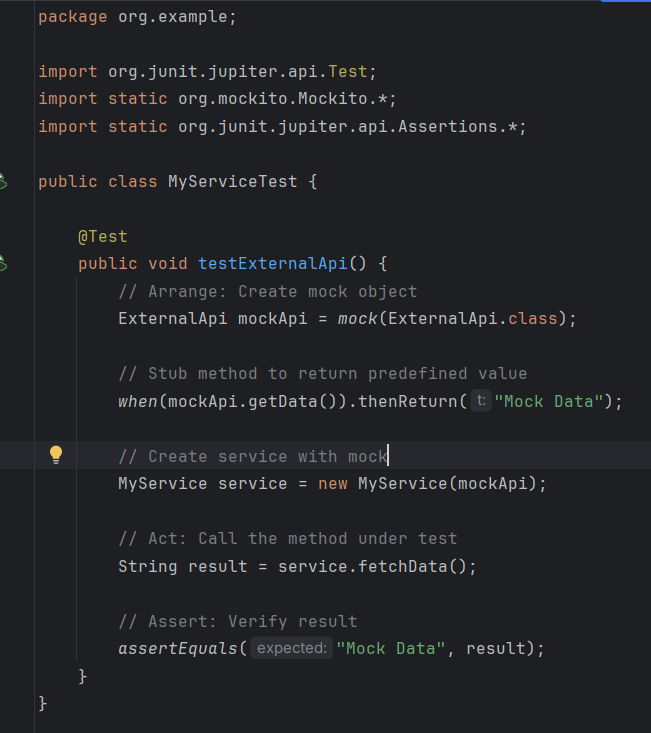 package org.example;
import org.junit.jupiter.api.Test;
import static org.mockito.Mockito.*;
import static org.junit.jupiter.api.Assertions.*;
public class MyServiceTest {
@Test
public void testExternalApi() {
// Arrange: Create mock object
ExternalApi mockApi = mock(ExternalApi.class);
// Stub method to return predefined value
when(mockApi.getData()).thenReturn( t: "Mock Data");
// Create service with mock
MyService service = new MyService(mockApi);
// Act: Call the method under test
String result = service.fetchData();
// Assert: Verify result
assertEquals( expected: "Mock Data", result);
}
}